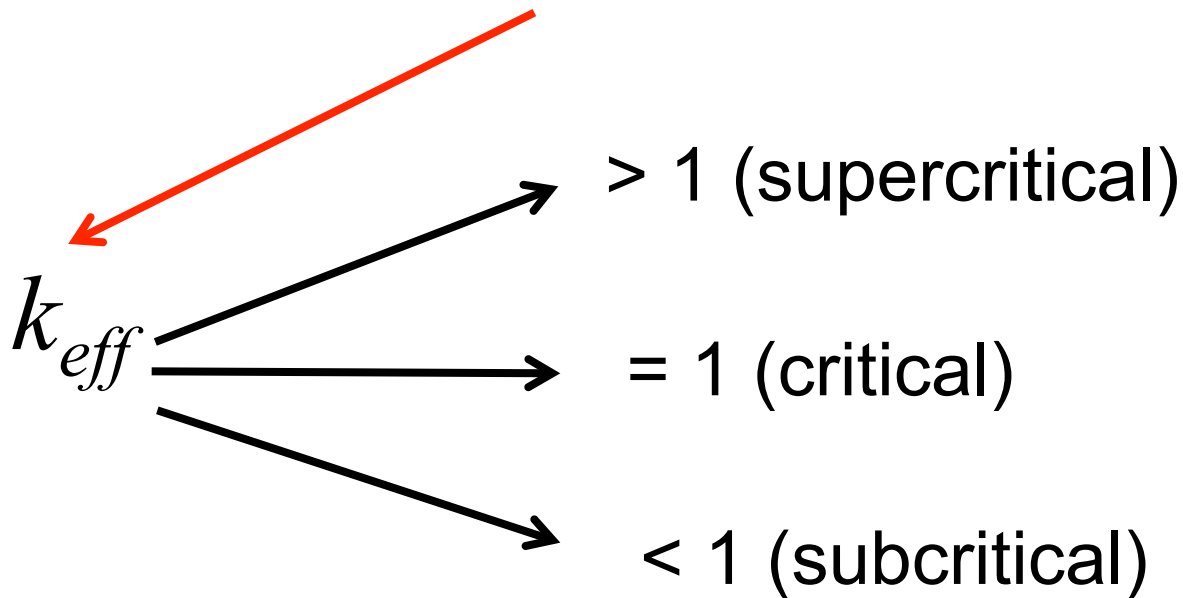 > 1 (supercritical)
k_eff
= 1 (critical)
< 1 (subcritical)